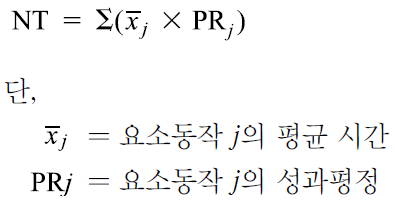 NT = Σ(x̄ⱼ × PRⱼ)
단,
x̄ⱼ = 요소동작 j의 평균 시간
PRj = 요소동작 j의 성과평정